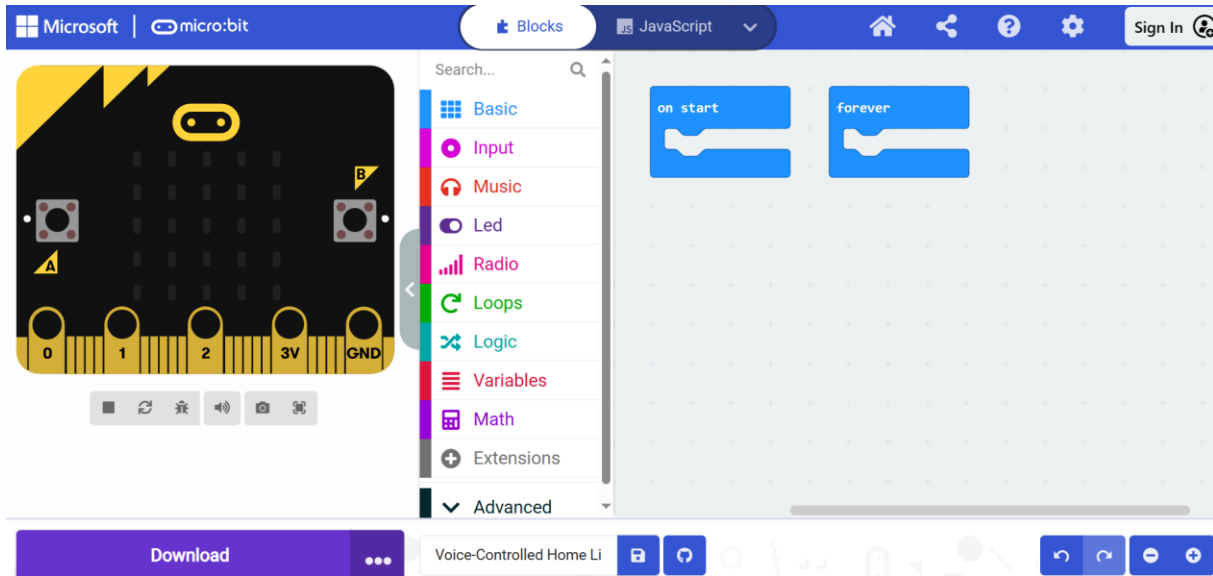 Microsoft micro:bit Blocks JS JavaScript Sign In
Search...
Basic
Input
Music
Led
Radio
Loops
Logic
Variables
Math
Extensions
Advanced
on start
forever
B
A
0 1 2 3V GND
Download
Voice-Controlled Home Li